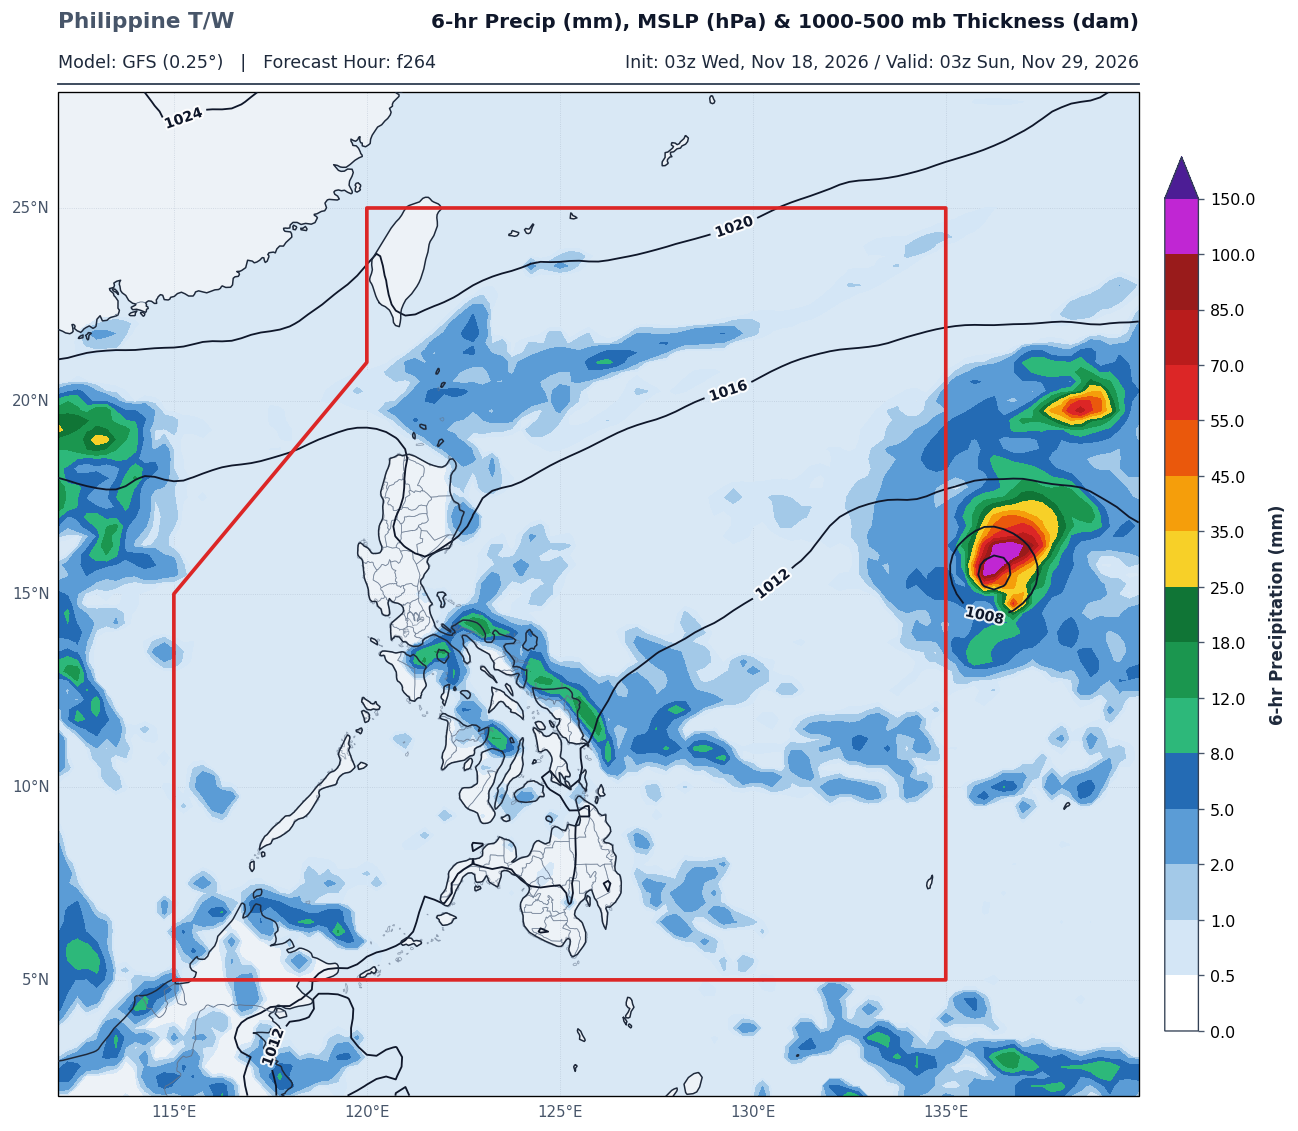 Philippine T/W
6-hr Precip (mm), MSLP (hPa) & 1000-500 mb Thickness (dam)
Model: GFS (0.25°) | Forecast Hour: f264
Init: 03z Wed, Nov 18, 2026 / Valid: 03z Sun, Nov 29, 2026
1024
1020
1016
1012
1008
1012
25°N
20°N
15°N
10°N
5°N
115°E
120°E
125°E
130°E
135°E
150.0
100.0
85.0
70.0
55.0
45.0
35.0
25.0
18.0
12.0
8.0
5.0
2.0
1.0
0.5
0.0
6-hr Precipitation (mm)